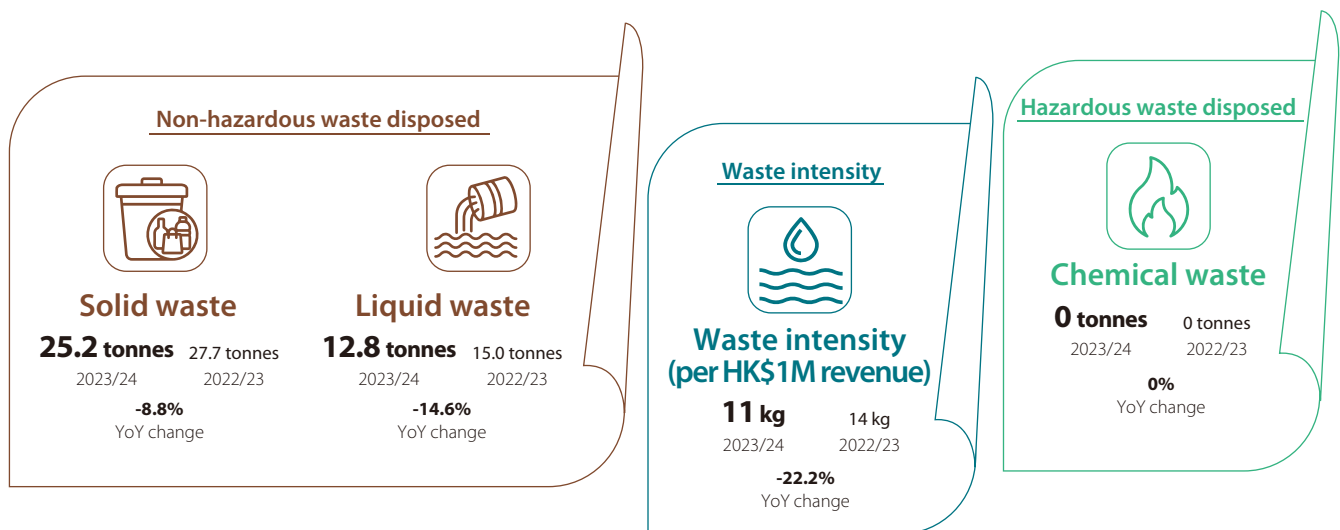 Non-hazardous waste disposed
Solid waste
25.2 tonnes 27.7 tonnes
2023/24 2022/23
-8.8%
YoY change
Liquid waste
12.8 tonnes 15.0 tonnes
2023/24 2022/23
-14.6%
YoY change
Waste intensity
Waste intensity
(per HK$1M revenue)
11 kg 14 kg
2023/24 2022/23
-22.2%
YoY change
Hazardous waste disposed
Chemical waste
0 tonnes 0 tonnes
2023/24 2022/23
0%
YoY change